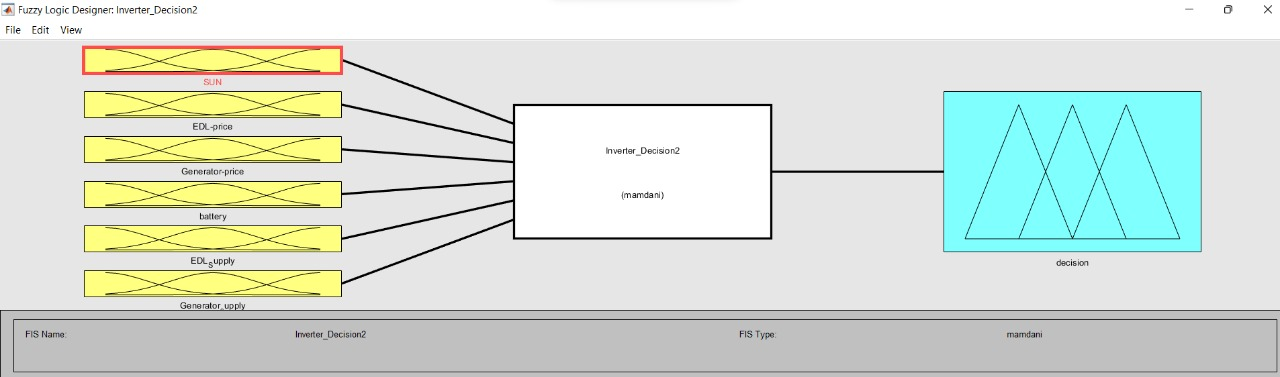 Fuzzy Logic Designer: Inverter_Decision2
File Edit View
SUN
EDL-price
Generator-price
battery
EDL_Supply
Generator_upply
Inverter_Decision2
(mamdani)
decision
FIS Name: Inverter_Decision2 FIS Type: mamdani